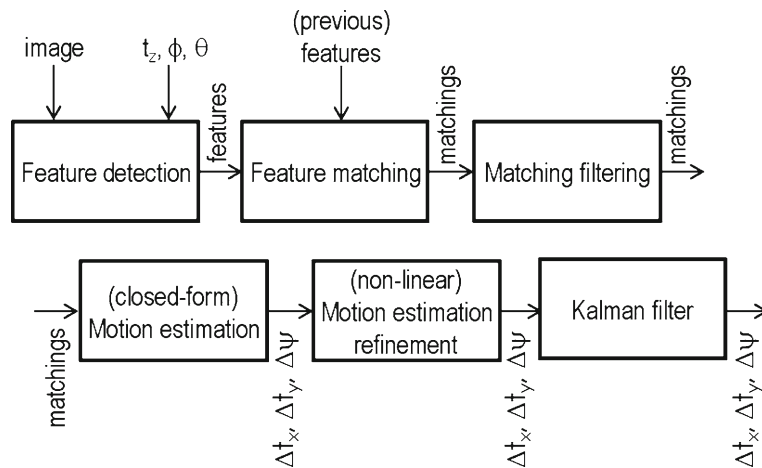 image
t_z, ϕ, θ
(previous)
features
Feature detection
features
Feature matching
matchings
Matching filtering
matchings
matchings
(closed-form)
Motion estimation
Δt_x, Δt_y, Δψ
(non-linear)
Motion estimation
refinement
Δt_x, Δt_y, Δψ
Kalman filter
Δt_x, Δt_y, Δψ